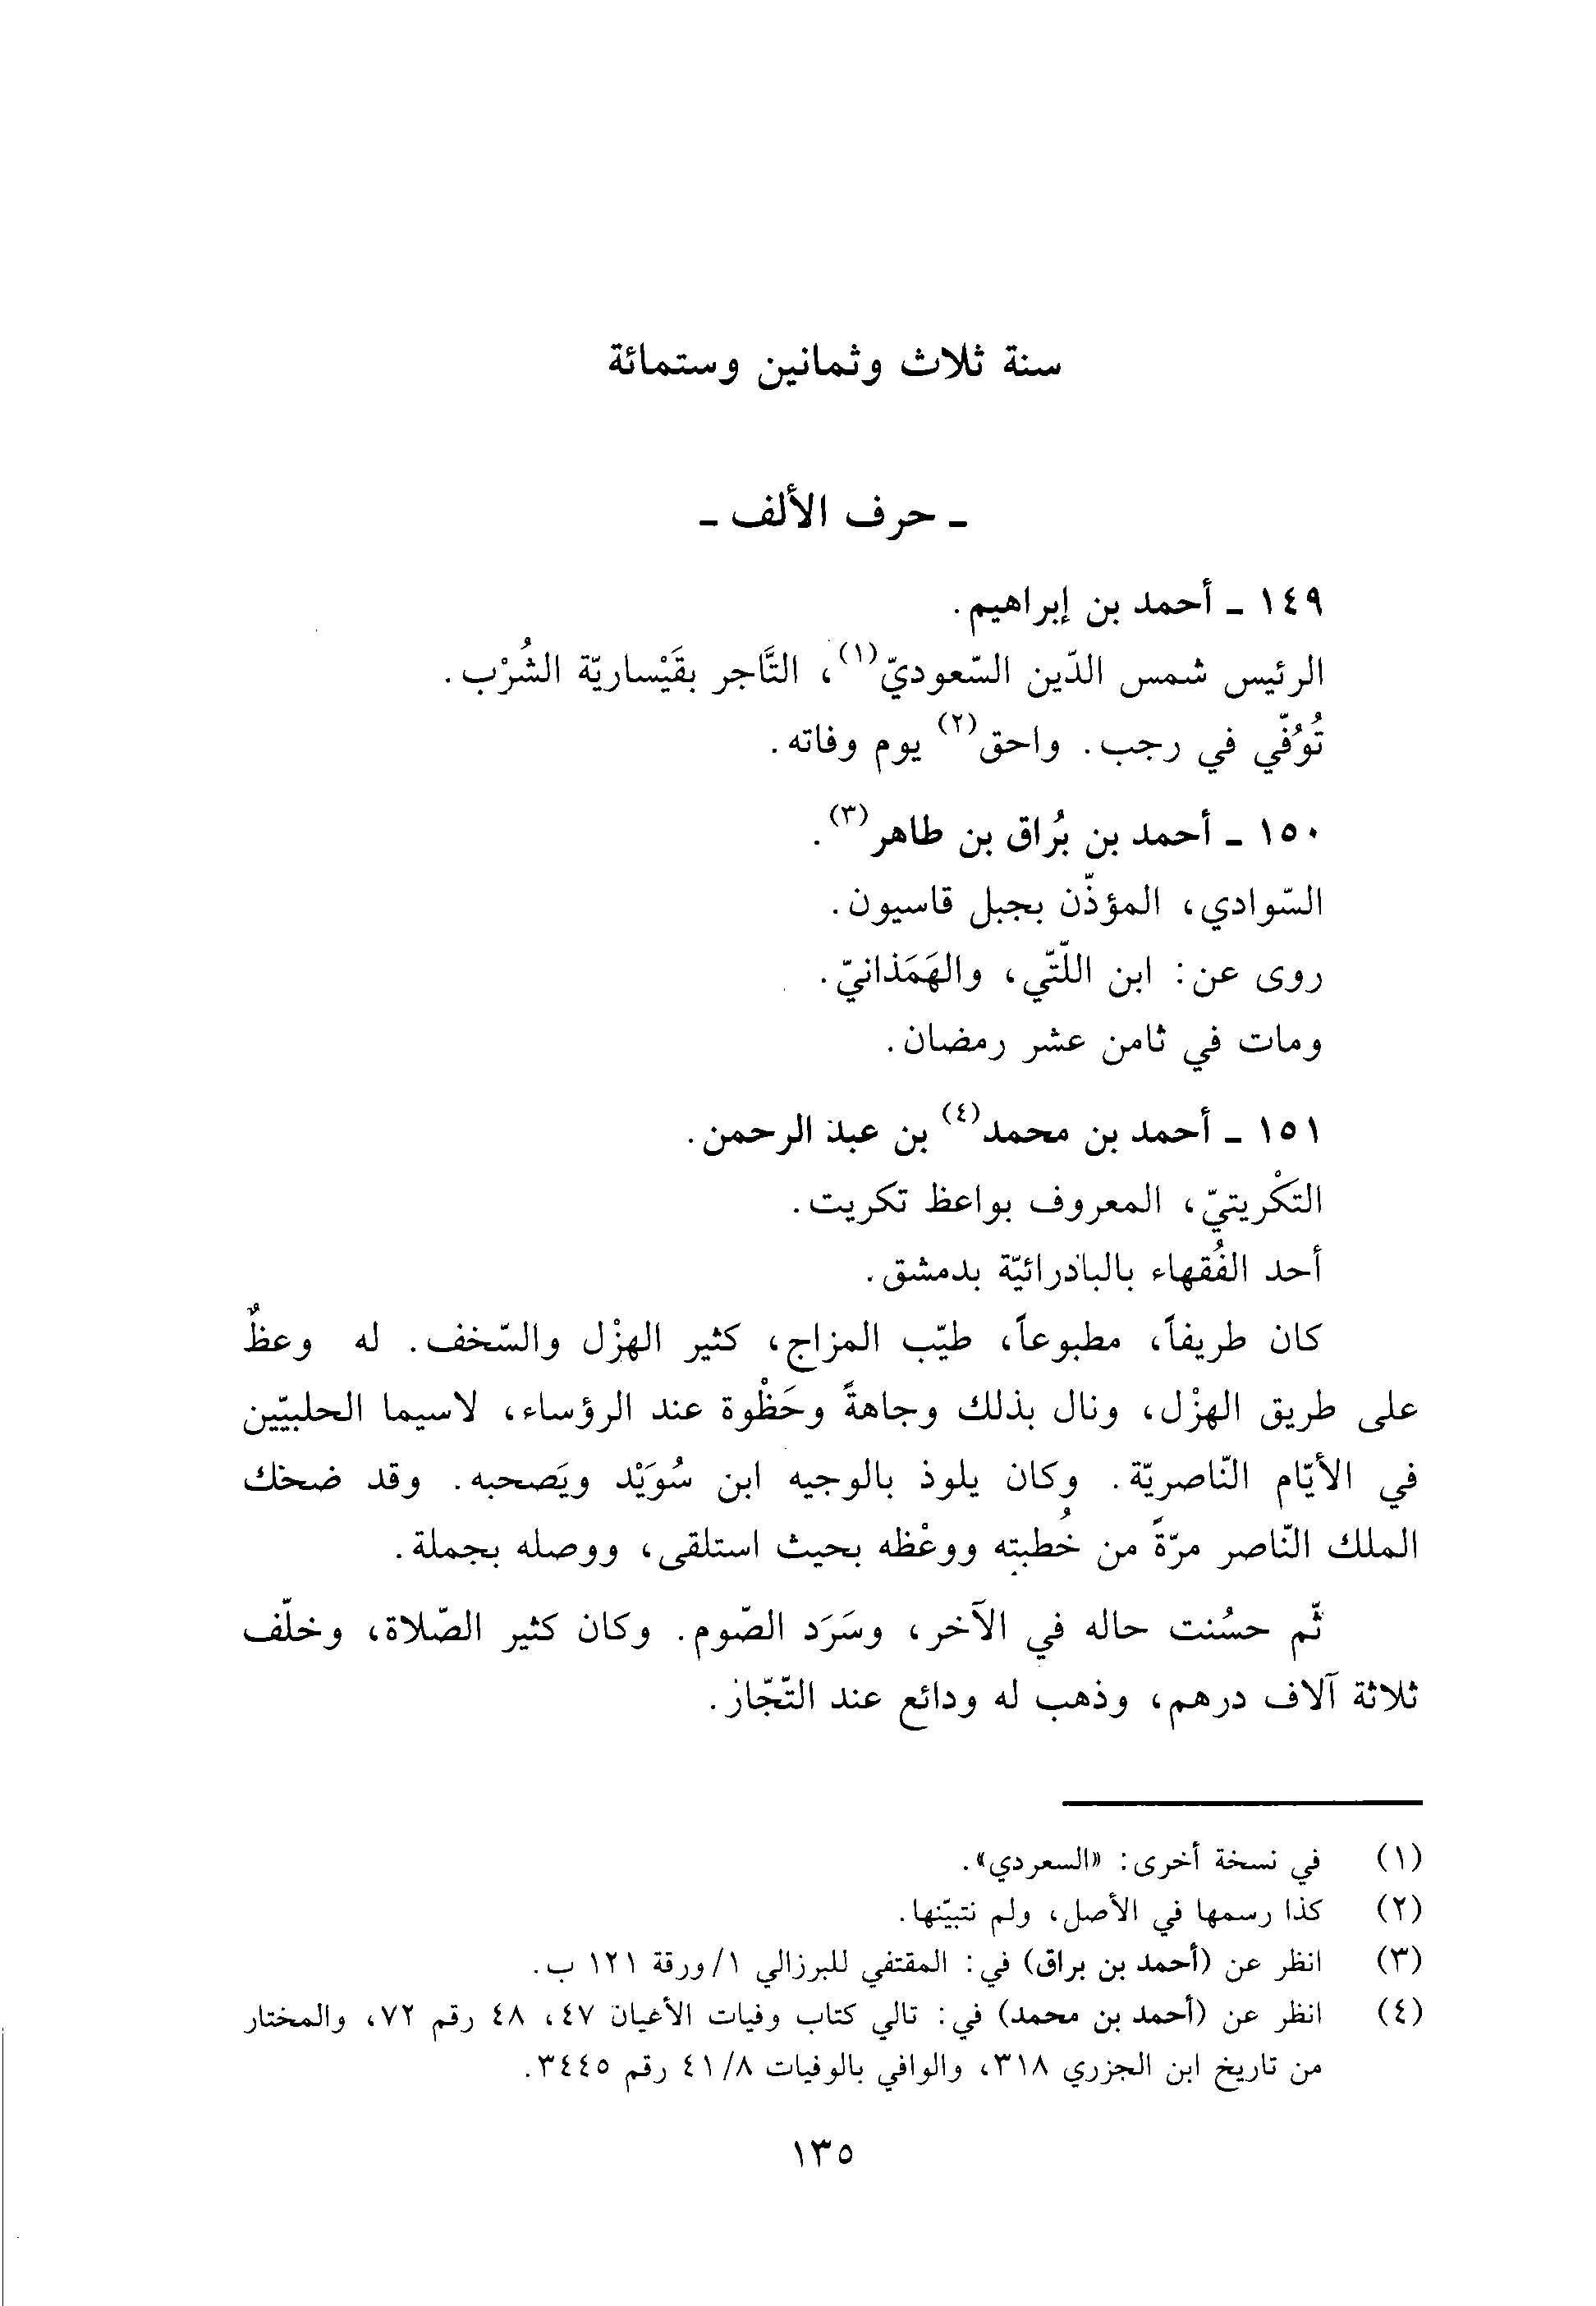 سنة ثلاث وثمانين وستمائة
ـ حرف الألف ـ
١٤٩ ـ أحمد بن إبراهيم.
الرئيس شمس الدّين السّعوديّ(١)، التَّاجر بقَيْساريّة الشُرْب.
تُوُفّي في رجب. واحق(٢) يوم وفاته.
١٥٠ ـ أحمد بن بُراق بن طاهر(٣).
السّوادي، المؤذّن بجبل قاسيون.
روى عن: ابن اللّتّي، والهَمَذانيّ.
ومات في ثامن عشر رمضان.
١٥١ ـ أحمد بن محمد(٤) بن عبد الرحمن.
التكْريتيّ، المعروف بواعظ تكريت.
أحد الفُقهاء بالباذرائيّة بدمشق.
كان طريفاً، مطبوعاً، طيّب المزاج، كثير الهزْل والسّخف. له وعظٌ
على طريق الهزْل، ونال بذلك وجاهةً وحَظْوة عند الرؤساء، لاسيما الحلبيّين
في الأيّام النّاصريّة. وكان يلوذ بالوجيه ابن سُوَيْد ويَصحبه. وقد ضحك
الملك النّاصر مرّةً من خُطبته ووعْظه بحيث استلقى، ووصله بجملة.
ثّم حسُنت حاله في الآخر، وسَرَد الصّوم. وكان كثير الصّلاة، وخلّف
ثلاثة آلاف درهم، وذهب له ودائع عند التّجّار.
(١) في نسخة أخرى: «السعردي».
(٢) كذا رسمها في الأصل، ولم نتبيّنها.
(٣) انظر عن (أحمد بن براق) في: المقتفي للبرزالي ١/ورقة ١٢١ ب.
(٤) انظر عن (أحمد بن محمد) في: تالي كتاب وفيات الأعيان ٤٧، ٤٨ رقم ٧٢، والمختار
من تاريخ ابن الجزري ٣١٨، والوافي بالوفيات ٤١/٨ رقم ٣٤٤٥.
١٣٥